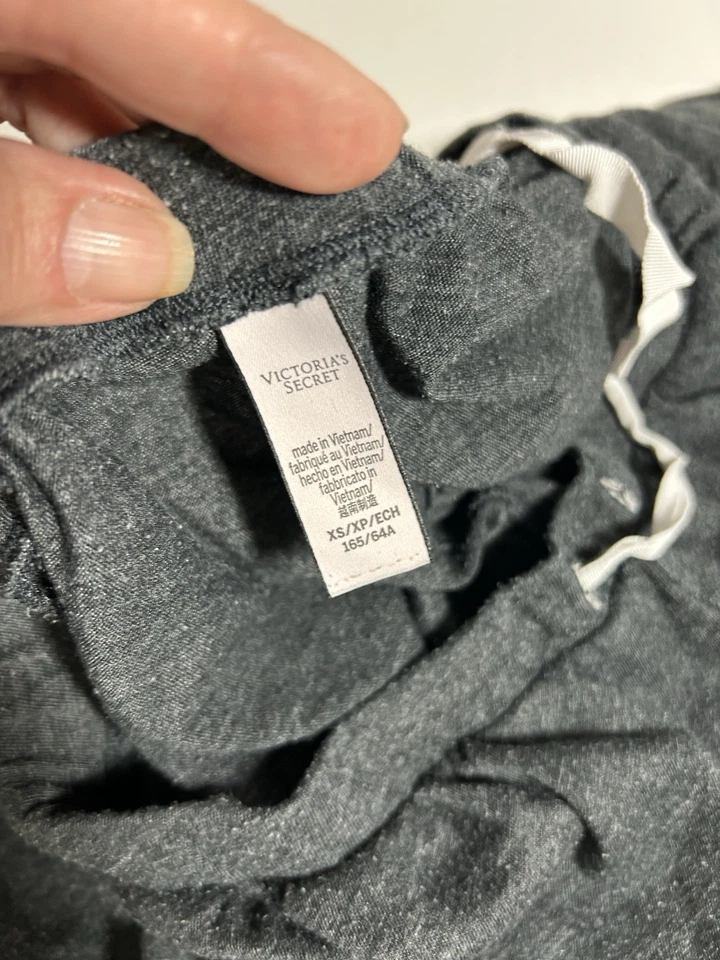 VICTORIA'S
SECRET
made in Vietnam/
fabriqué au Vietnam/
hecho en Vietnam/
fabbricato in
Vietnam/
越南制造
XS/XP/ECH
165/64A